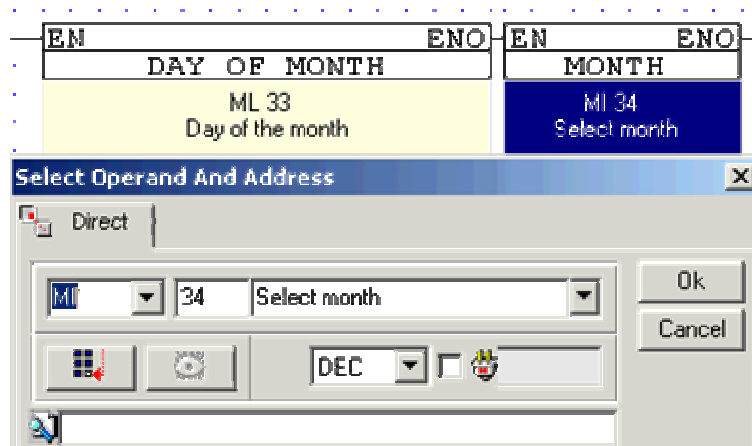 EN ENO EN ENO
DAY OF MONTH MONTH
ML 33 MI 34
Day of the month Select month
Select Operand And Address
Direct
MI 34 Select month Ok
Cancel
DEC